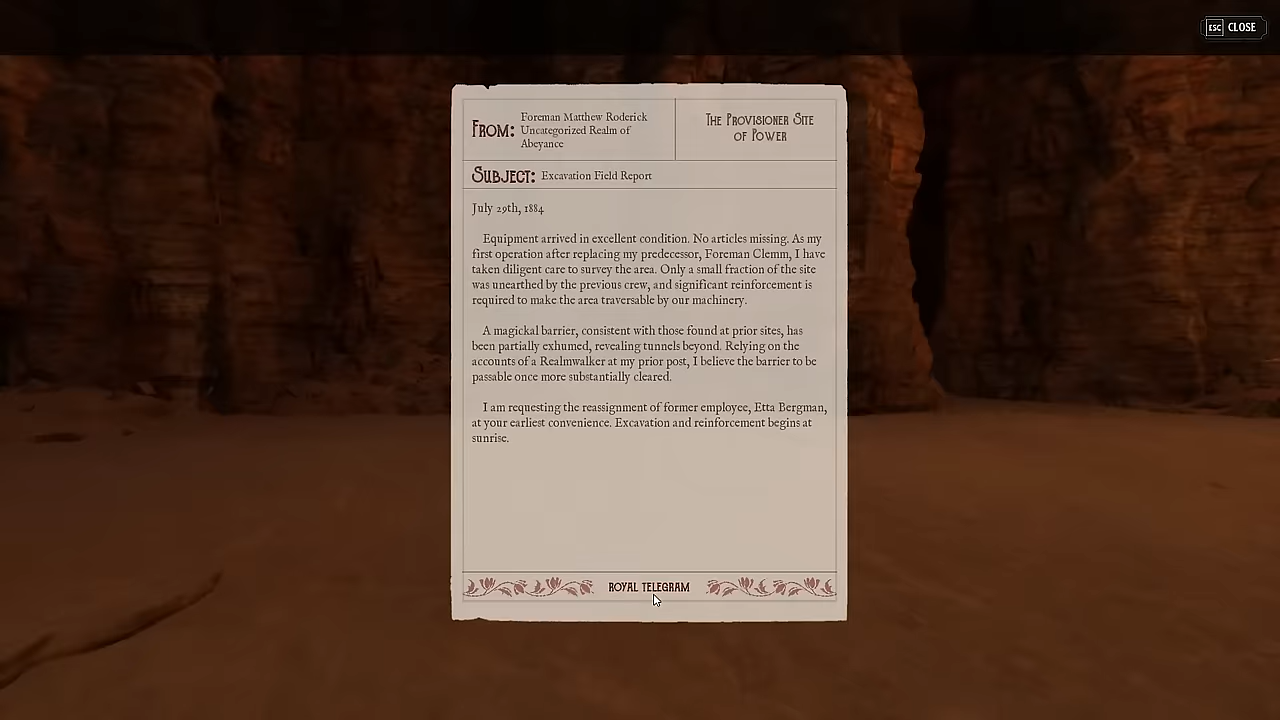 ESC CLOSE
FROM: Foreman Matthew Roderick
Uncategorized Realm of
Abeyance
THE PROVISIONER SITE
OF POWER
SUBJECT: Excavation Field Report
July 29th, 1884
Equipment arrived in excellent condition. No articles missing. As my
first operation after replacing my predecessor, Foreman Clemm, I have
taken diligent care to survey the area. Only a small fraction of the site
was unearthed by the previous crew, and significant reinforcement is
required to make the area traversable by our machinery.
A magickal barrier, consistent with those found at prior sites, has
been partially exhumed, revealing tunnels beyond. Relying on the
accounts of a Realmwalker at my prior post, I believe the barrier to be
passable once more substantially cleared.
I am requesting the reassignment of former employee, Etta Bergman,
at your earliest convenience. Excavation and reinforcement begins at
sunrise.
ROYAL TELEGRAM